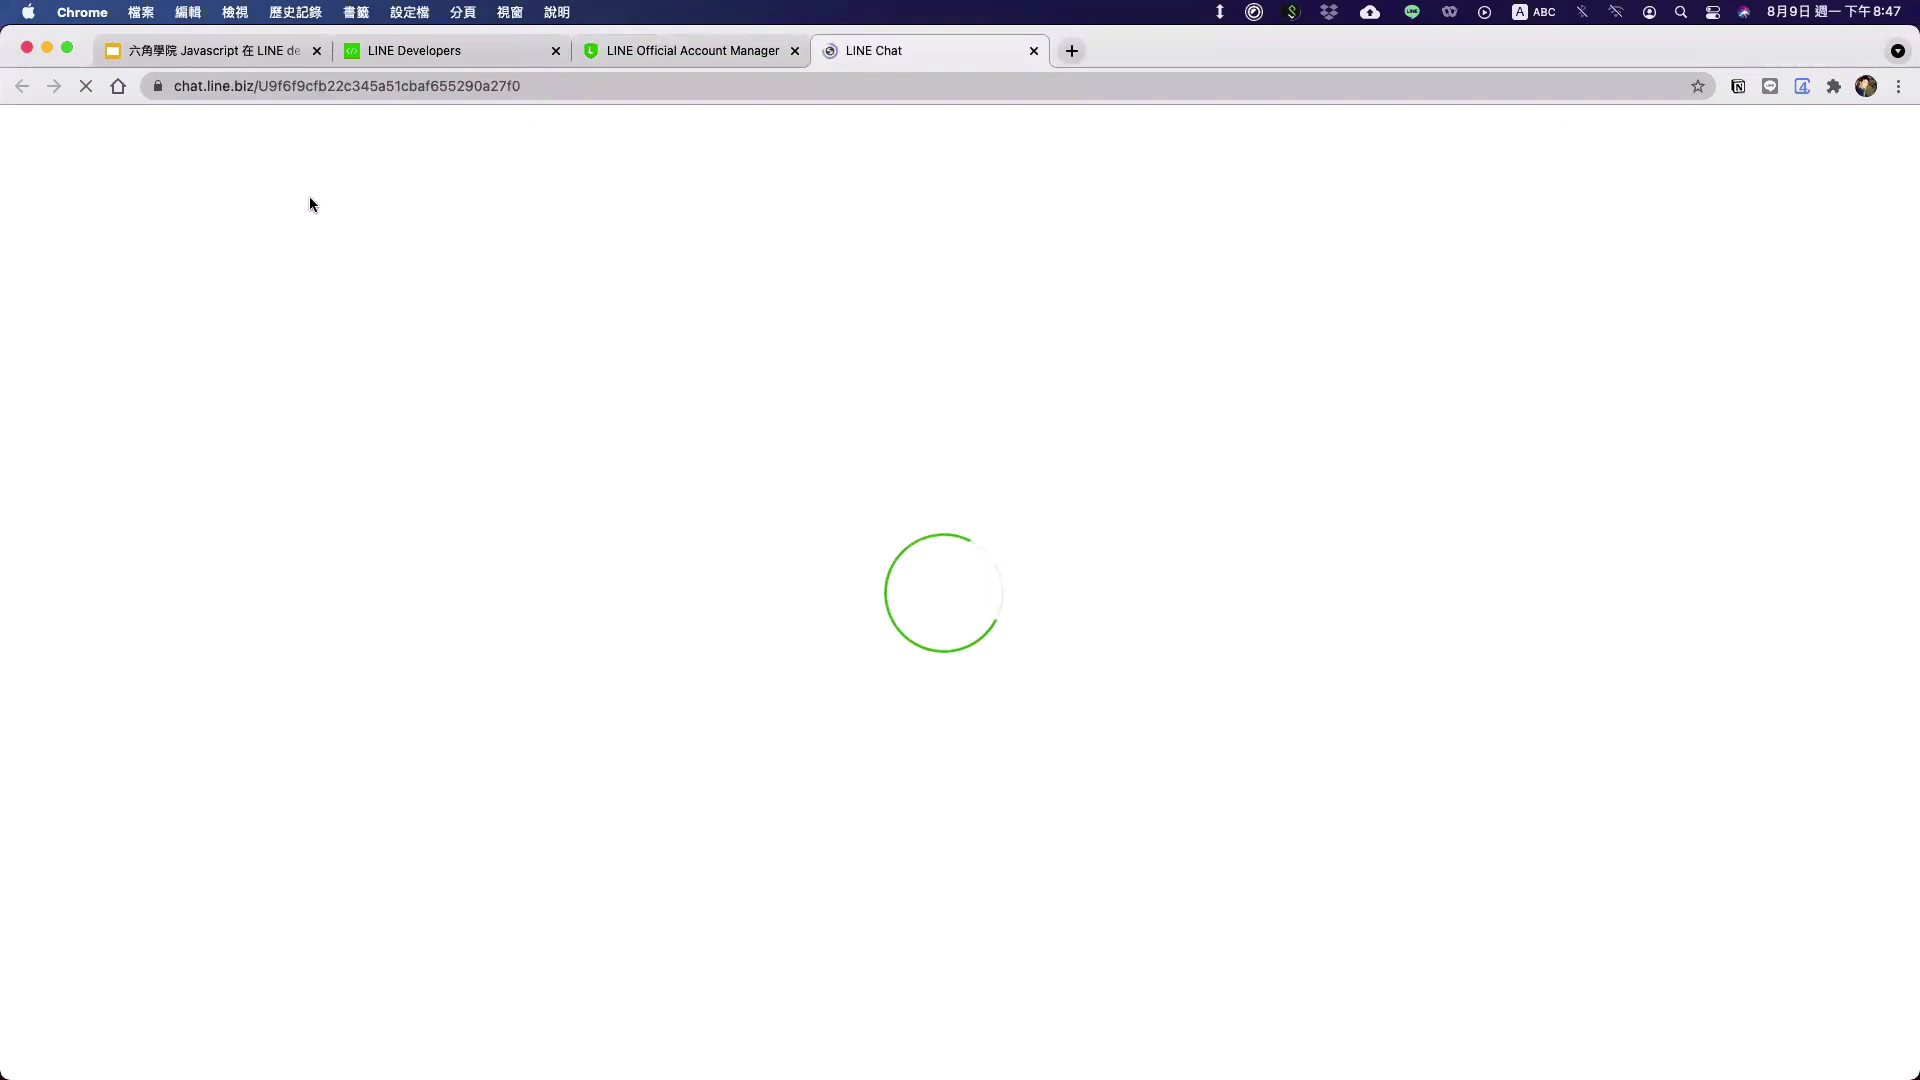 Chrome 檔案 編輯 檢視 歷史記錄 書籤 設定檔 分頁 視窗 說明 A ABC 8月9日 週一 下午8:47
六角學院 Javascript 在 LINE de LINE Developers LINE Official Account Manager LINE Chat
chat.line.biz/U9f6f9cfb22c345a51cbaf655290a27f0